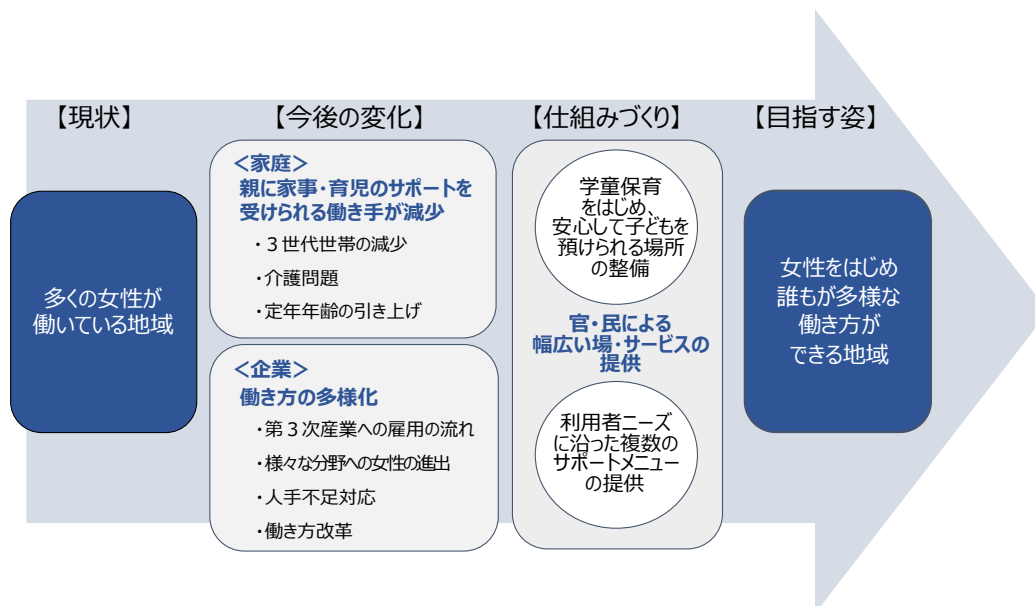 【現状】
多くの女性が
働いている地域
【今後の変化】
＜家庭＞
親に家事・育児のサポートを
受けられる働き手が減少
・３世代世帯の減少
・介護問題
・定年年齢の引き上げ
＜企業＞
働き方の多様化
・第３次産業への雇用の流れ
・様々な分野への女性の進出
・人手不足対応
・働き方改革
【仕組みづくり】
学童保育
をはじめ、
安心して子どもを
預けられる場所
の整備
官・民による
幅広い場・サービスの
提供
利用者ニーズ
に沿った複数の
サポートメニュー
の提供
【目指す姿】
女性をはじめ
誰もが多様な
働き方が
できる地域